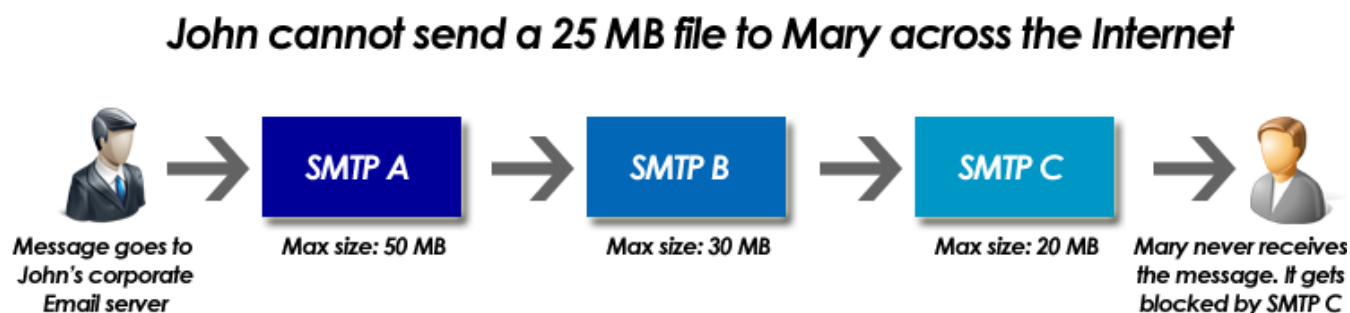 John cannot send a 25 MB file to Mary across the Internet
SMTP A
SMTP B
SMTP C
Message goes to
John's corporate
Email server
Max size: 50 MB
Max size: 30 MB
Max size: 20 MB
Mary never receives
the message. It gets
blocked by SMTP C